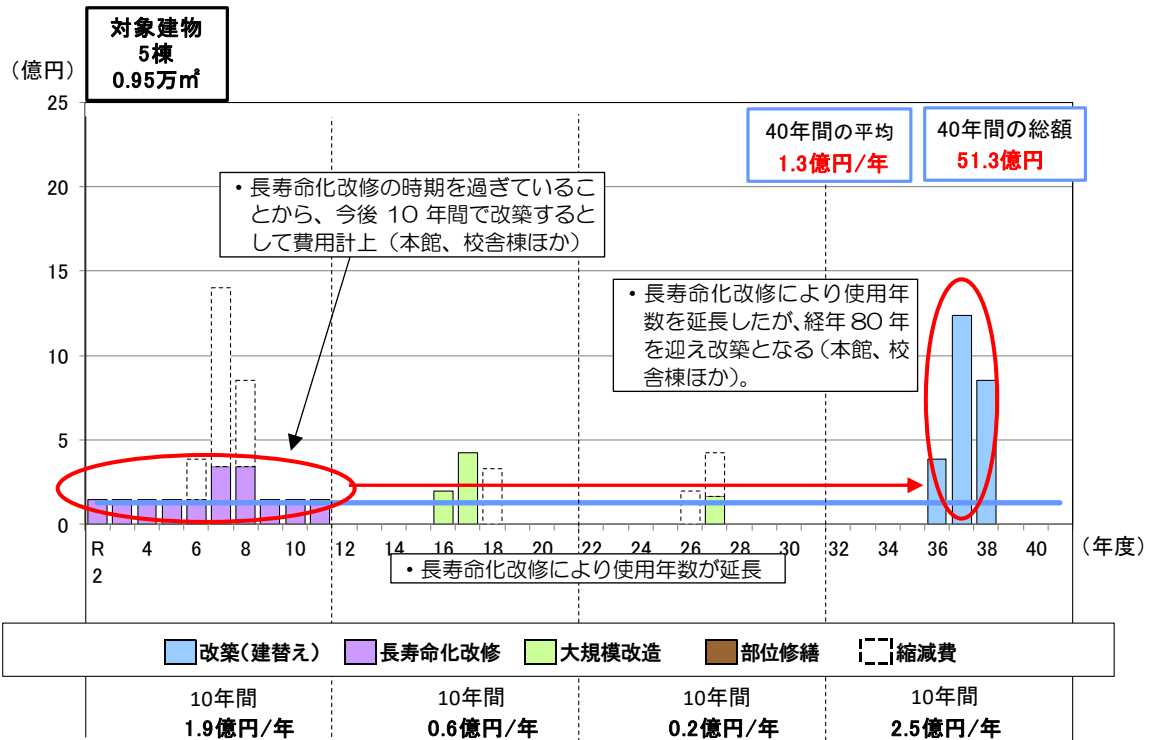 対象建物
5棟
0.95万㎡
（億円）
25
20
15
10
5
0
40年間の平均
1.3億円/年
40年間の総額
51.3億円
・長寿命化改修の時期を過ぎているこ
とから、今後 10 年間で改築すると
して費用計上（本館、校舎棟ほか）
・長寿命化改修により使用年
数を延長したが、経年 80 年
を迎え改築となる（本館、校
舎棟ほか）。
R 4 6 8 10 12 14 16 18 20 22 24 26 28 30 32 34 36 38 40 （年度）
2
・長寿命化改修により使用年数が延長
改築（建替え） 長寿命化改修 大規模改造 部位修繕 縮減費
10年間 10年間 10年間 10年間
1.9億円/年 0.6億円/年 0.2億円/年 2.5億円/年